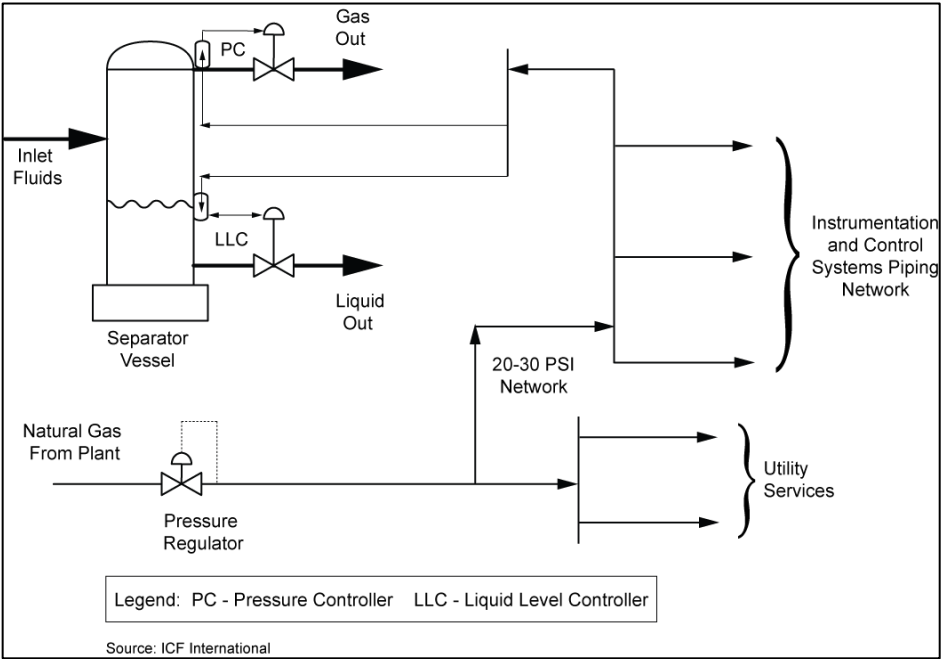 Gas
Out
PC
Inlet
Fluids
LLC
Instrumentation
and Control
Systems Piping
Network
Liquid
Out
Separator
Vessel
20-30 PSI
Network
Natural Gas
From Plant
Utility
Services
Pressure
Regulator
Legend: PC - Pressure Controller LLC - Liquid Level Controller
Source: ICF International